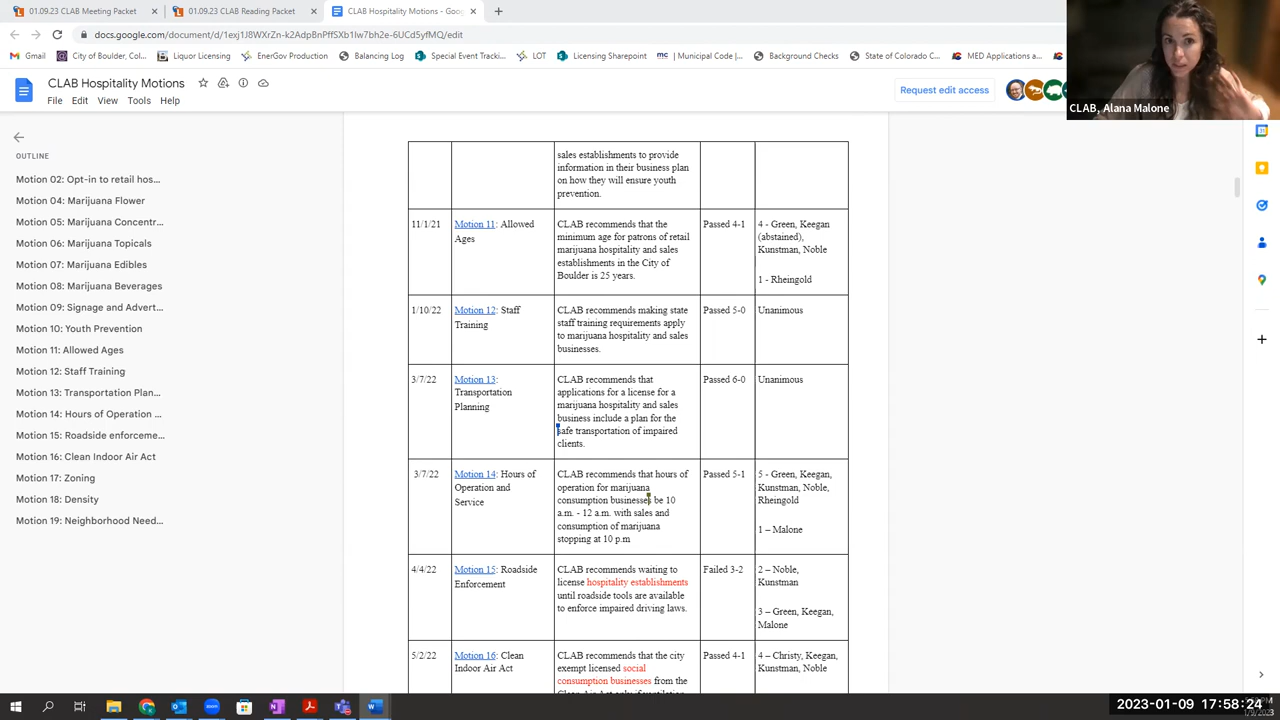 01.09.23 CLAB Meeting Packet
01.09.23 CLAB Reading Packet
CLAB Hospitality Motions - Goog
docs.google.com/document/d/1exj1J8WXrZn-k2AdpBnPffSXb1Iw7bh2e-6UCd5yfMQ/edit
Gmail
City of Boulder, Col...
Liquor Licensing
EnerGov Production
Balancing Log
Special Event Tracki...
LOT
Licensing Sharepoint
mc | Municipal Code |...
Background Checks
State of Colorado C...
MED Applications a
CLAB, Alana Malone
CLAB Hospitality Motions
File Edit View Tools Help
Request edit access
OUTLINE
Motion 02: Opt-in to retail hos...
Motion 04: Marijuana Flower
Motion 05: Marijuana Concentr...
Motion 06: Marijuana Topicals
Motion 07: Marijuana Edibles
Motion 08: Marijuana Beverages
Motion 09: Signage and Advert...
Motion 10: Youth Prevention
Motion 11: Allowed Ages
Motion 12: Staff Training
Motion 13: Transportation Plan...
Motion 14: Hours of Operation ...
Motion 15: Roadside enforceme...
Motion 16: Clean Indoor Air Act
Motion 17: Zoning
Motion 18: Density
Motion 19: Neighborhood Need...
sales establishments to provide
information in their business plan
on how they will ensure youth
prevention.
11/1/21
Motion 11: Allowed
Ages
CLAB recommends that the
minimum age for patrons of retail
marijuana hospitality and sales
establishments in the City of
Boulder is 25 years.
Passed 4-1
4 - Green, Keegan
(abstained),
Kunstman, Noble
1 - Rheingold
1/10/22
Motion 12: Staff
Training
CLAB recommends making state
staff training requirements apply
to marijuana hospitality and sales
businesses.
Passed 5-0
Unanimous
3/7/22
Motion 13:
Transportation
Planning
CLAB recommends that
applications for a license for a
marijuana hospitality and sales
business include a plan for the
safe transportation of impaired
clients.
Passed 6-0
Unanimous
3/7/22
Motion 14: Hours of
Operation and
Service
CLAB recommends that hours of
operation for marijuana
consumption businesses be 10
a.m. - 12 a.m. with sales and
consumption of marijuana
stopping at 10 p.m
Passed 5-1
5 - Green, Keegan,
Kunstman, Noble,
Rheingold
1 – Malone
4/4/22
Motion 15: Roadside
Enforcement
CLAB recommends waiting to
license hospitality establishments
until roadside tools are available
to enforce impaired driving laws.
Failed 3-2
2 – Noble,
Kunstman
3 – Green, Keegan,
Malone
5/2/22
Motion 16: Clean
Indoor Air Act
CLAB recommends that the city
exempt licensed social
consumption businesses from the
Clean Air Act only if ventilation
Passed 4-1
4 – Christy, Keegan,
Kunstman, Noble
2023-01-09 17:58:24